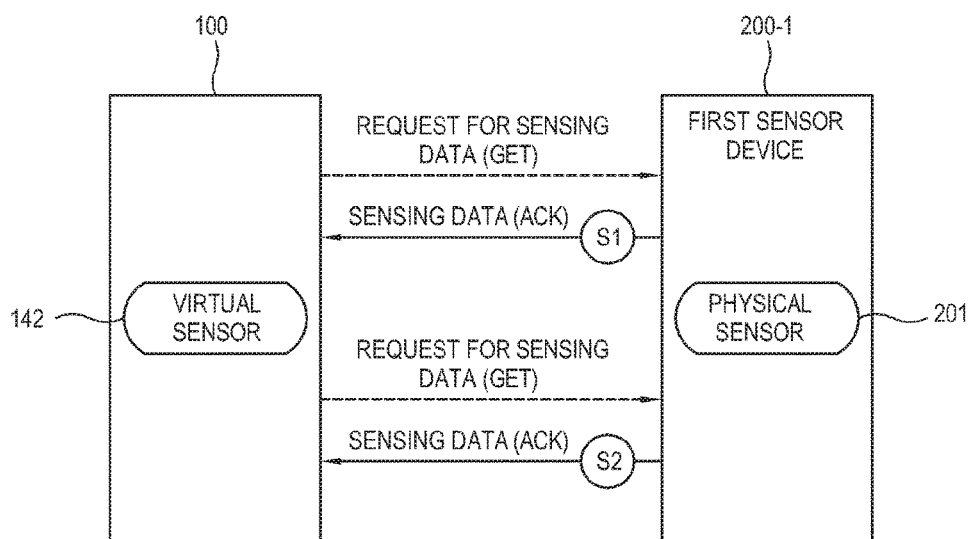 100
200-1
REQUEST FOR SENSING
DATA (GET)
FIRST SENSOR
DEVICE
SENSING DATA (ACK)
S1
142
VIRTUAL
SENSOR
PHYSICAL
SENSOR
201
REQUEST FOR SENSING
DATA (GET)
SENSING DATA (ACK)
S2